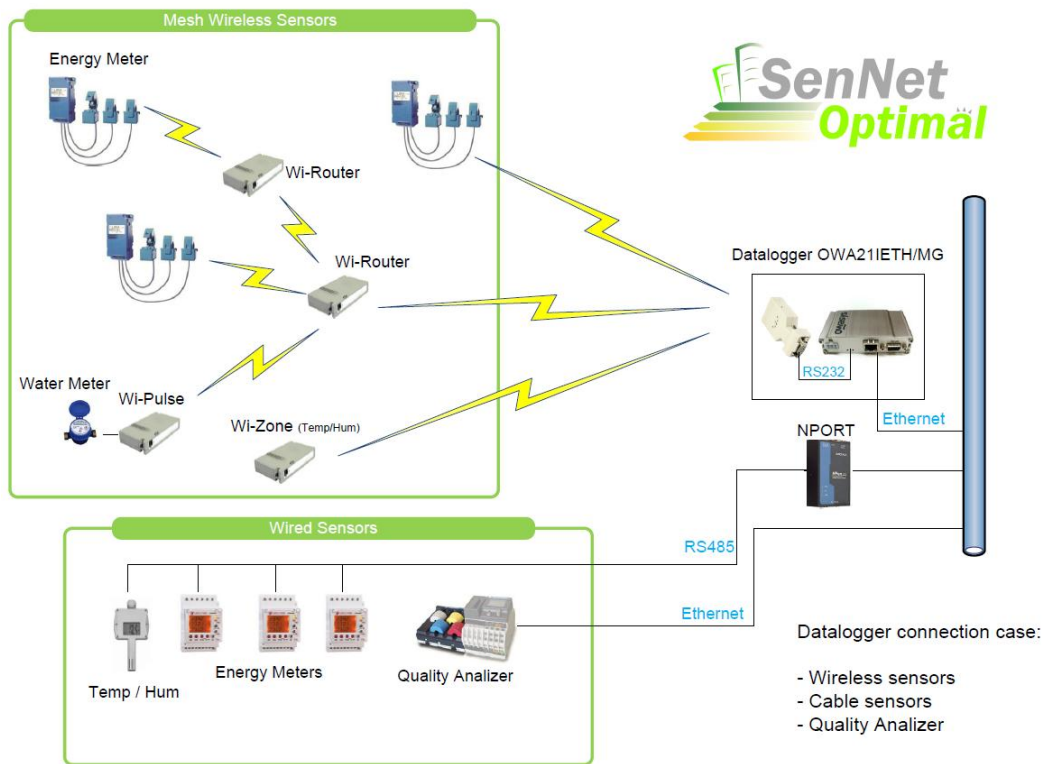 Mesh Wireless Sensors
Energy Meter
Wi-Router
Wi-Router
Water Meter
Wi-Pulse
Wi-Zone (Temp/Hum)
SenNet
Optimal
Datalogger OWA21IETH/MG
RS232
Ethernet
NPORT
Wired Sensors
RS485
Ethernet
Temp / Hum
Energy Meters
Quality Analizer
Datalogger connection case:
- Wireless sensors
- Cable sensors
- Quality Analizer